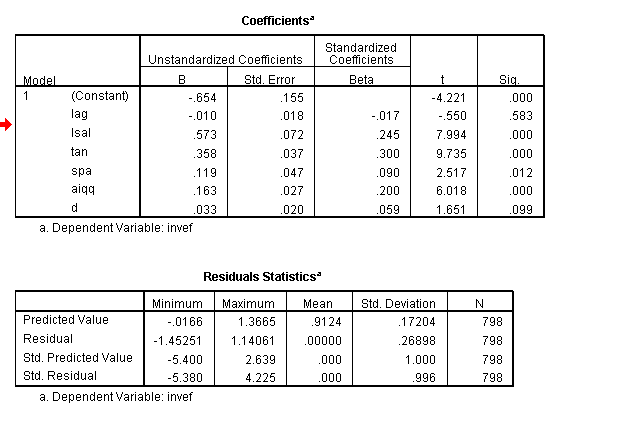 Coefficientsa
Unstandardized Coefficients Standardized Coefficients
Model B Std. Error Beta t Sig.
1 (Constant) -.654 .155 -4.221 .000
lag -.010 .018 -.017 -.550 .583
lsal .573 .072 .245 7.994 .000
tan .358 .037 .300 9.735 .000
spa .119 .047 .090 2.517 .012
aiqq .163 .027 .200 6.018 .000
d .033 .020 .059 1.651 .099
a. Dependent Variable: invef
Residuals Statisticsa
Minimum Maximum Mean Std. Deviation N
Predicted Value -.0166 1.3665 .9124 .17204 798
Residual -1.45251 1.14061 .00000 .26898 798
Std. Predicted Value -5.400 2.639 .000 1.000 798
Std. Residual -5.380 4.225 .000 .996 798
a. Dependent Variable: invef